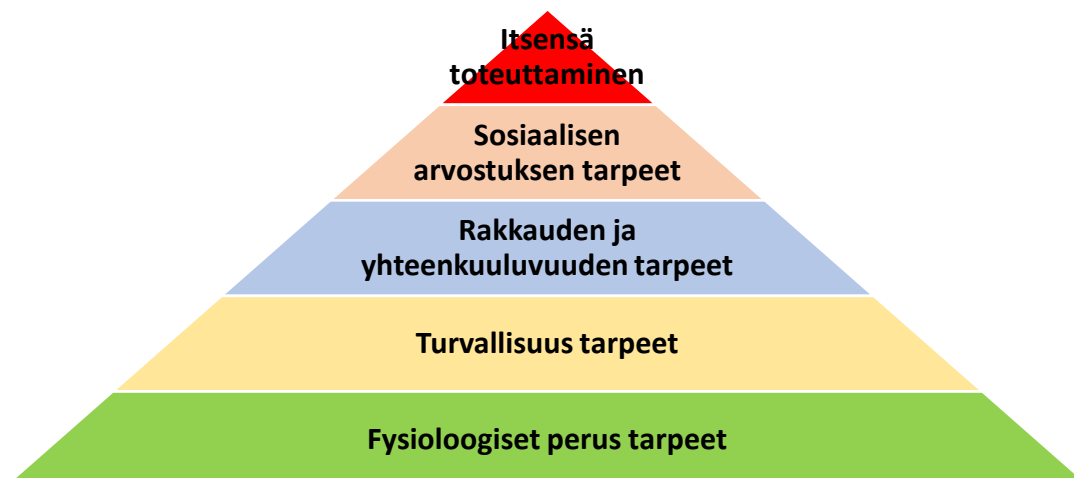 Itsensä
toteuttaminen
Sosiaalisen
arvostuksen tarpeet
Rakkauden ja
yhteenkuuluvuuden tarpeet
Turvallisuus tarpeet
Fysioloogiset perus tarpeet